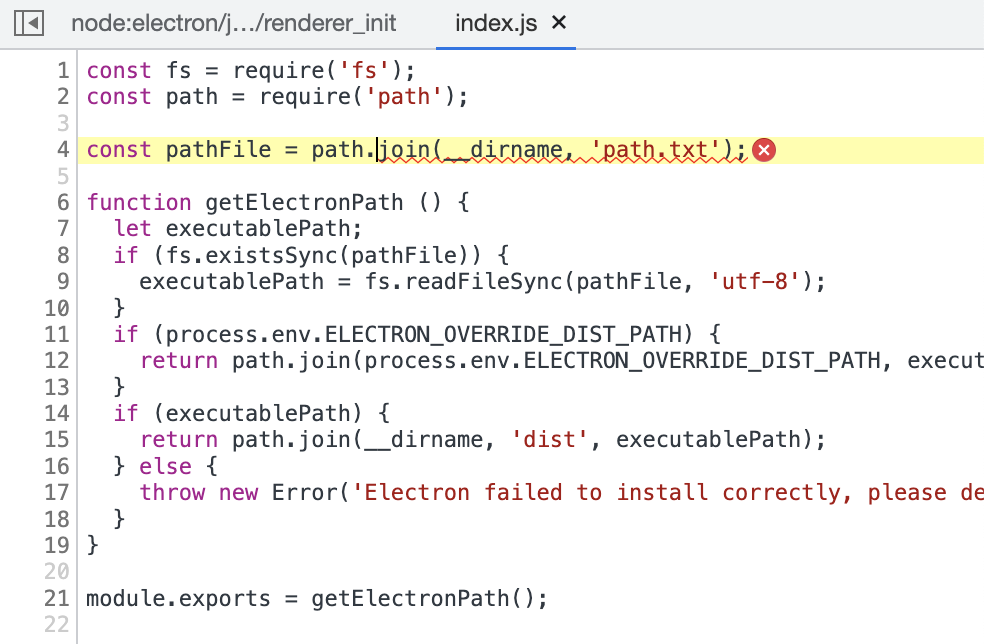 node:electron/j…/renderer_init index.js ×
1 const fs = require('fs');
2 const path = require('path');
3
4 const pathFile = path.join(__dirname, 'path.txt');
5
6 function getElectronPath () {
7   let executablePath;
8   if (fs.existsSync(pathFile)) {
9     executablePath = fs.readFileSync(pathFile, 'utf-8');
10   }
11   if (process.env.ELECTRON_OVERRIDE_DIST_PATH) {
12     return path.join(process.env.ELECTRON_OVERRIDE_DIST_PATH, execut
13   }
14   if (executablePath) {
15     return path.join(__dirname, 'dist', executablePath);
16   } else {
17     throw new Error('Electron failed to install correctly, please de
18   }
19 }
20
21 module.exports = getElectronPath();
22